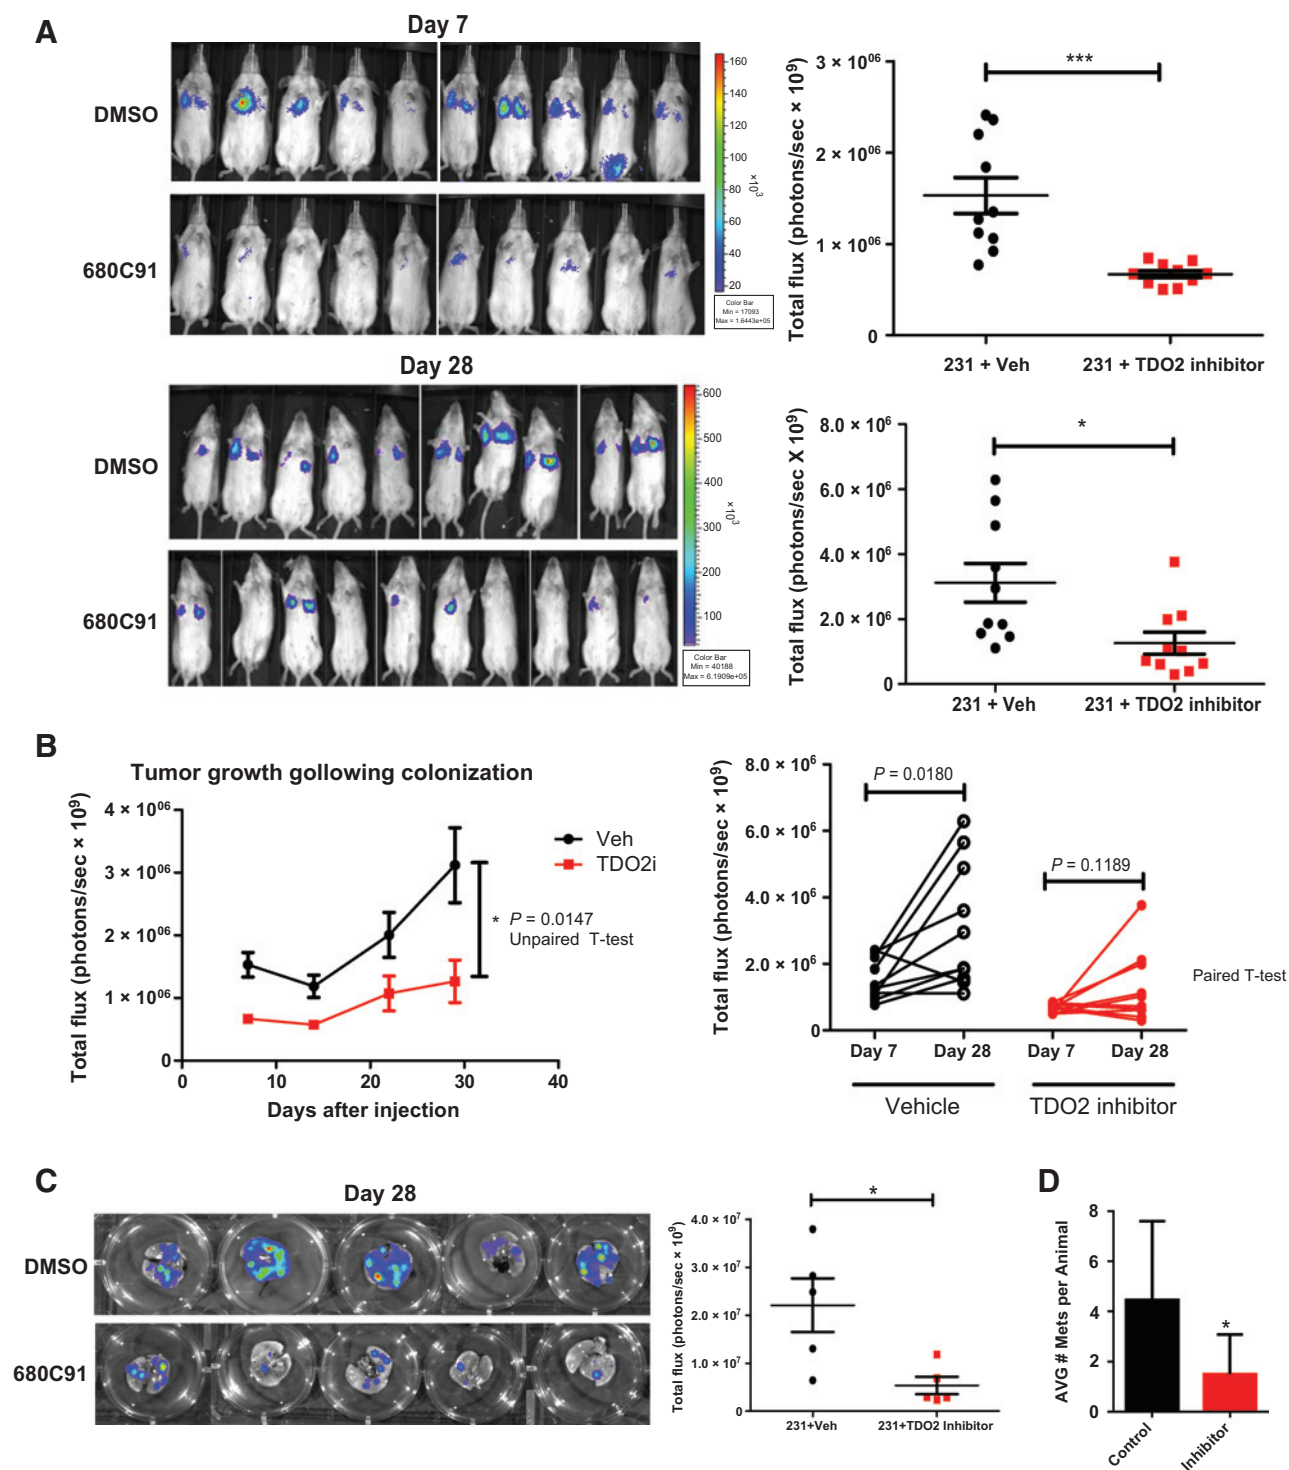 A
Day 7
DMSO
680C91
160
140
120
100
80
60
40
20
×10³
Color Bar
Min = 17093
Max = 1.6443e+05
Total flux (photons/sec × 10⁹)
3 × 10⁰⁶
2 × 10⁰⁶
1 × 10⁰⁶
0
***
231 + Veh
231 + TDO2 inhibitor
Day 28
DMSO
680C91
600
500
400
300
200
100
×10³
Color Bar
Min = 40188
Max = 6.1909e+05
Total flux (photons/sec X 10⁹)
8.0 × 10⁶
6.0 × 10⁶
4.0 × 10⁶
2.0 × 10⁶
0
*
231 + Veh
231 + TDO2 inhibitor
B
Tumor growth gollowing colonization
Total flux (photons/sec × 10⁹)
4 × 10⁰⁶
3 × 10⁰⁶
2 × 10⁰⁶
1 × 10⁰⁶
0
0
10
20
30
40
Days after injection
Veh
TDO2i
* P = 0.0147
Unpaired T-test
Total flux (photons/sec × 10⁹)
8.0 × 10⁶
6.0 × 10⁶
4.0 × 10⁶
2.0 × 10⁶
0
P = 0.0180
P = 0.1189
Paired T-test
Day 7
Day 28
Day 7
Day 28
Vehicle
TDO2 inhibitor
C
Day 28
DMSO
680C91
Total flux (photons/sec × 10⁹)
4.0 × 10⁷
3.0 × 10⁷
2.0 × 10⁷
1.0 × 10⁷
0
*
231+Veh
231+TDO2 Inhibitor
D
AVG # Mets per Animal
8
6
4
2
0
*
Control
Inhibitor